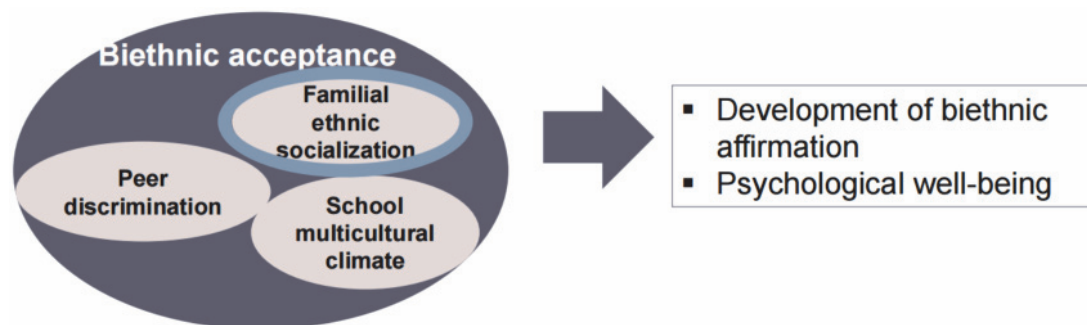 Biethnic acceptance
Familial
ethnic
socialization
Peer
discrimination
School
multicultural
climate
▪ Development of biethnic
affirmation
▪ Psychological well-being